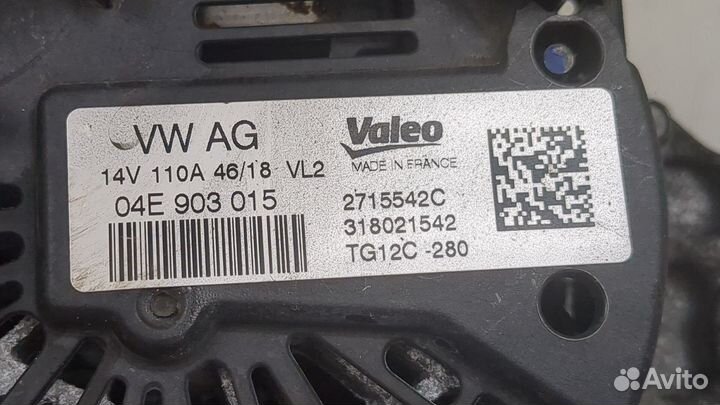 VW AG
14V 110A 46/18 VL2
04E 903 015
Valeo
MADE IN FRANCE
2715542C
318021542
TG12C -280
Avito